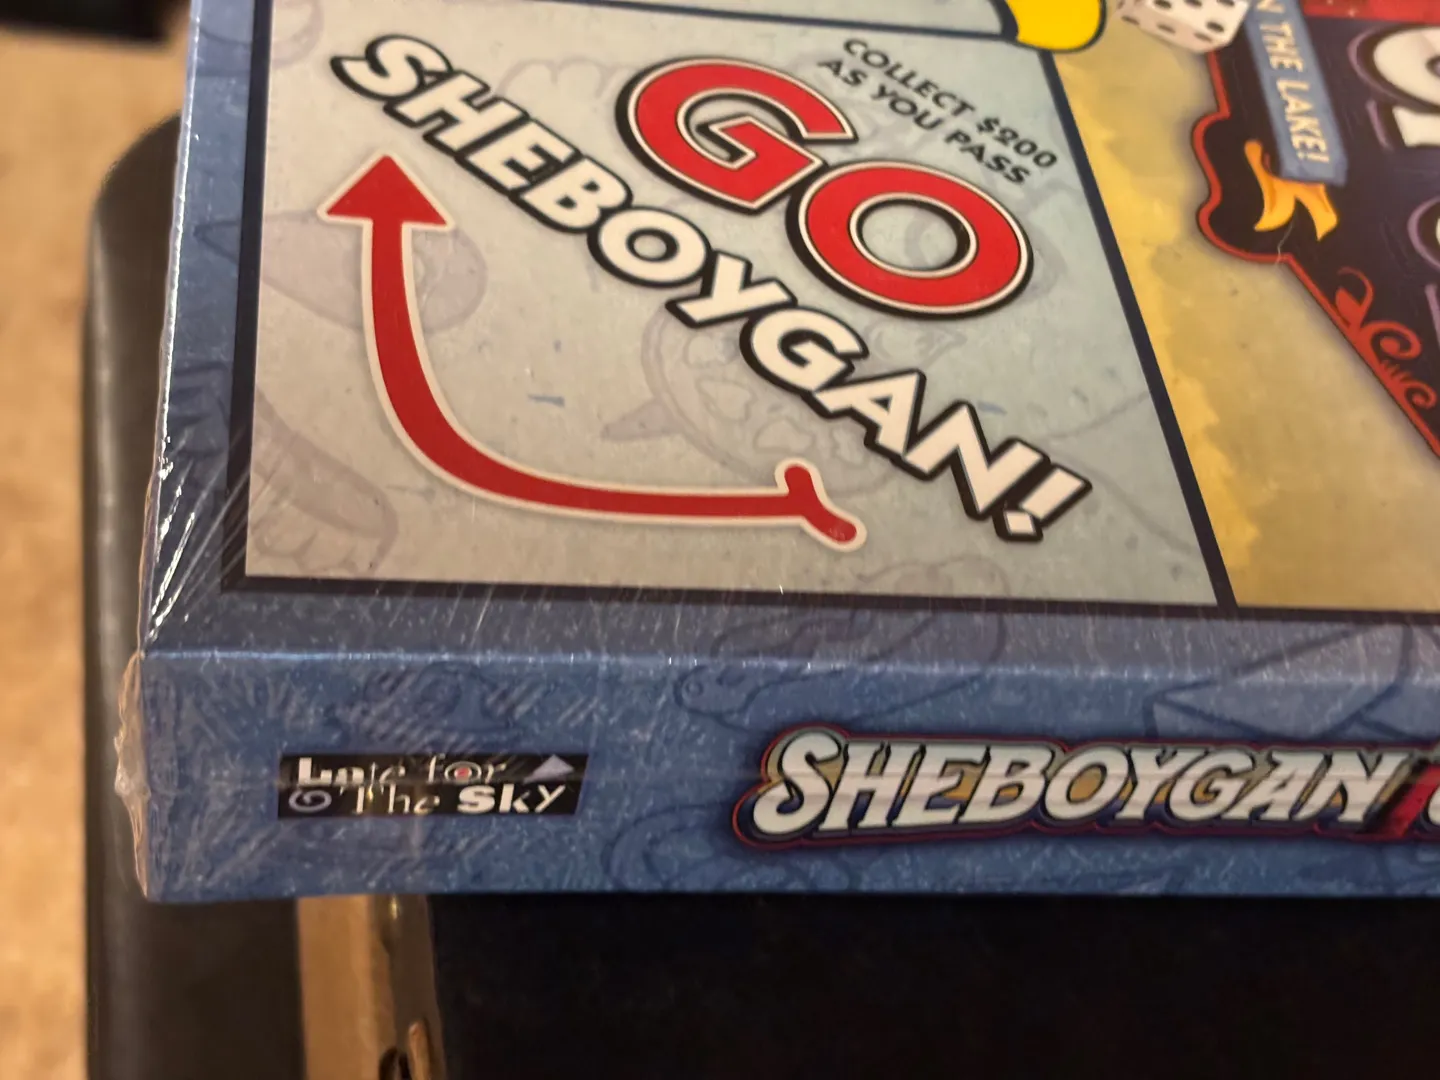 COLLECT $200
AS YOU PASS
GO
SHEBOYGAN!
THE LAKE!
Late for
The Sky
SHEBOYGAN